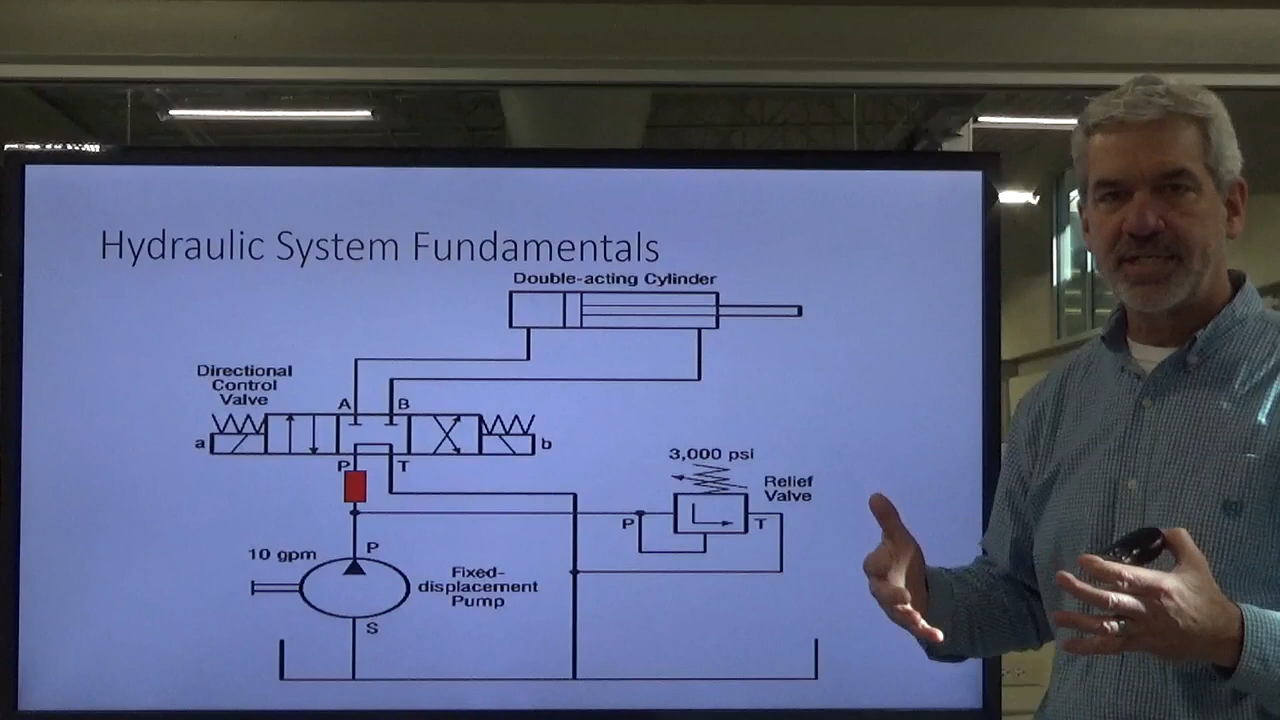 Hydraulic System Fundamentals
Double-acting Cylinder
Directional
Control
Valve
A
B
a
b
P
T
3,000 psi
Relief
Valve
P
T
10 gpm
P
Fixed-
displacement
Pump
S